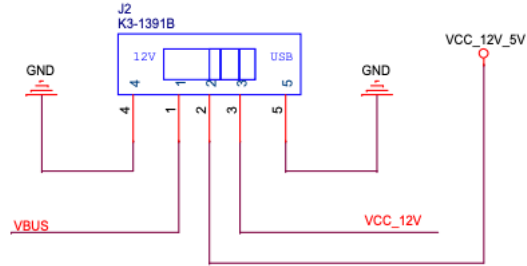 J2
K3-1391B
VCC_12V_5V
12V
USB
GND
GND
4
1
2
3
5
4
1
2
3
5
VBUS
VCC_12V